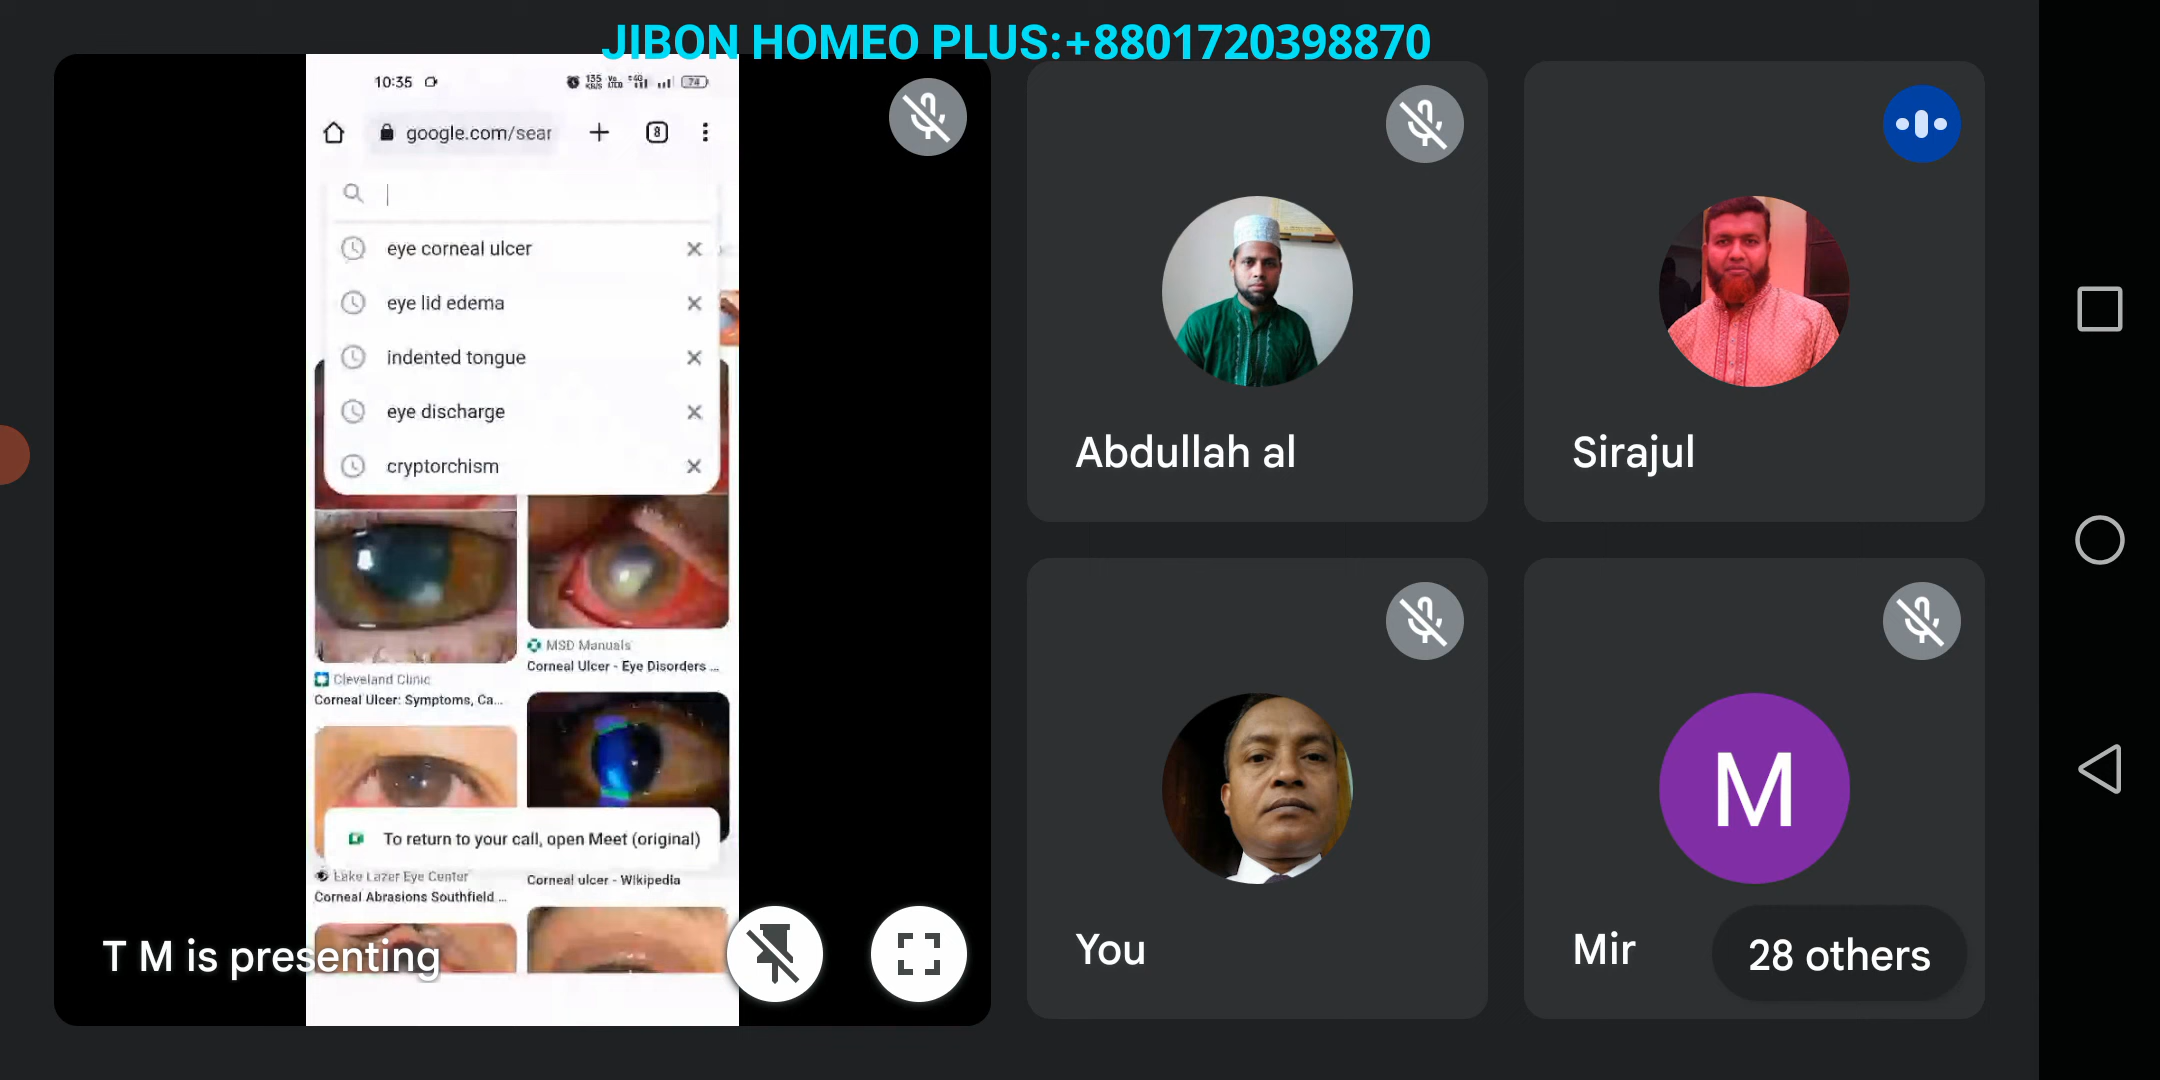 JIBON HOMEO PLUS:+8801720398870
10:35
74
google.com/sear
8
eye corneal ulcer
eye lid edema
indented tongue
eye discharge
cryptorchism
MSD Manuals
Corneal Ulcer - Eye Disorders ...
Cleveland Clinic
Corneal Ulcer: Symptoms, Ca...
To return to your call, open Meet (original)
Lake Lazer Eye Center
Corneal Abrasions Southfield ...
Corneal ulcer - Wikipedia
T M is presenting
Abdullah al
Sirajul
You
M
Mir
28 others